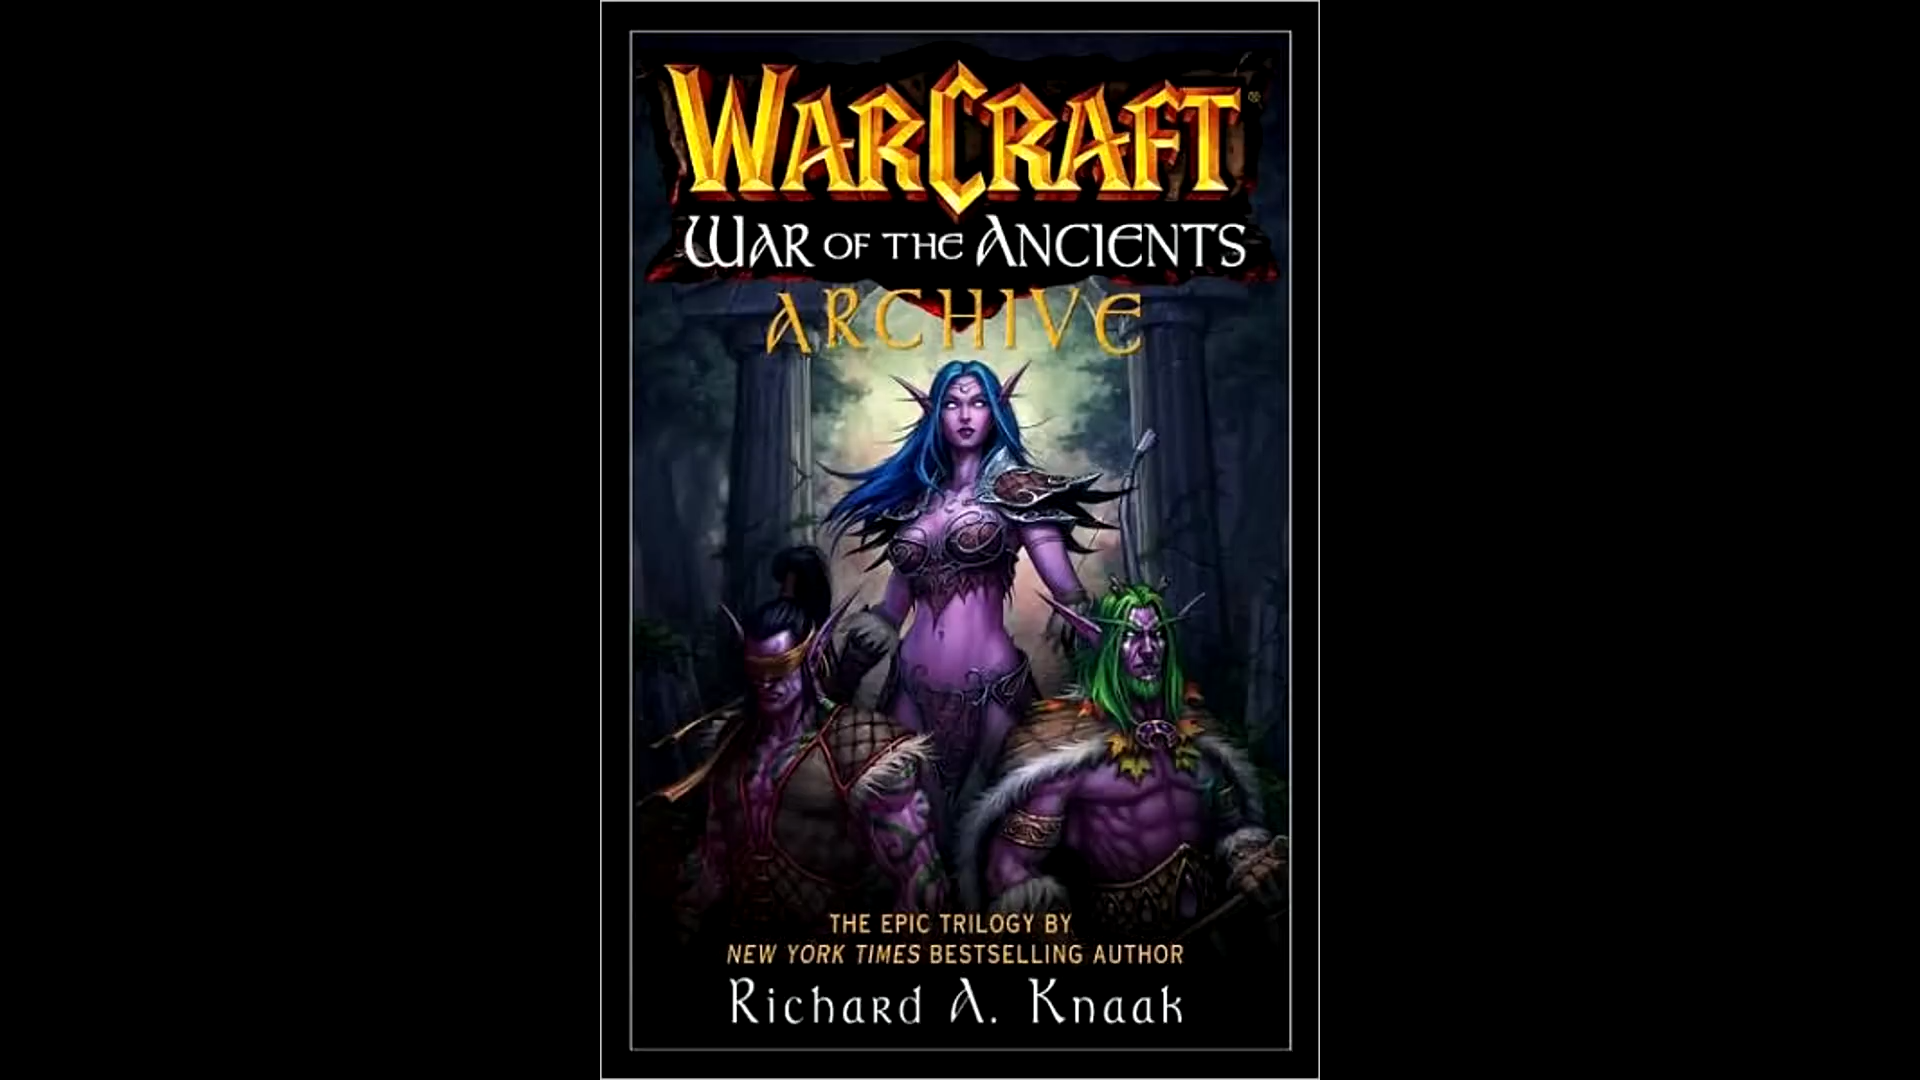 WARCRAFT®
WAR OF THE ANCIENTS
ARCHIVE
THE EPIC TRILOGY BY
NEW YORK TIMES BESTSELLING AUTHOR
Richard A. Knaak